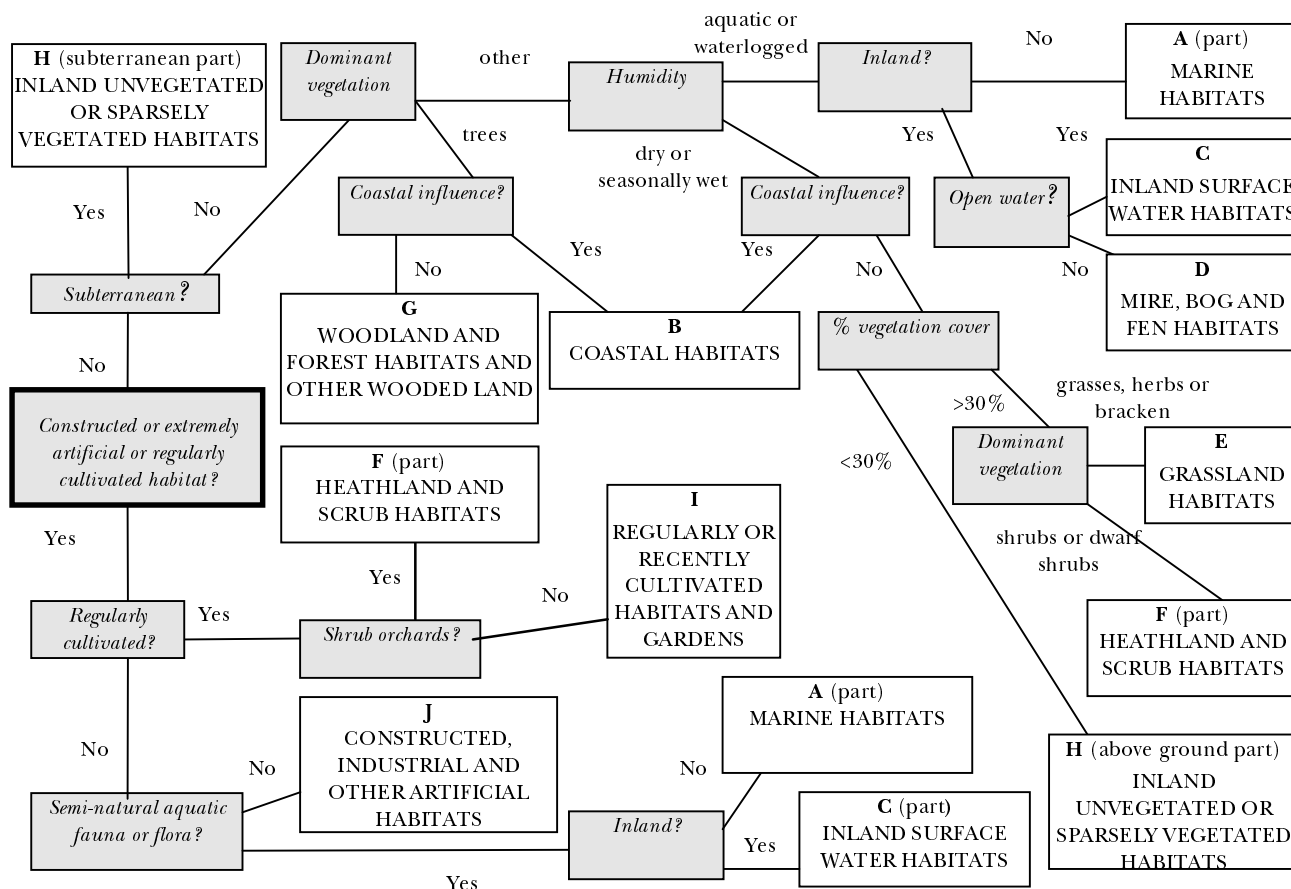 H (subterranean part)
INLAND UNVEGETATED
OR SPARSELY
VEGETATED HABITATS
Dominant
vegetation
other
Humidity
aquatic or
waterlogged
Inland?
No
A (part)
MARINE
HABITATS
trees
dry or
seasonally wet
Yes
Yes
C
INLAND SURFACE
WATER HABITATS
Yes
No
Coastal influence?
Coastal influence?
Open water?
No
Yes
Yes
No
No
D
MIRE, BOG AND
FEN HABITATS
Subterranean?
G
WOODLAND AND
FOREST HABITATS AND
OTHER WOODED LAND
B
COASTAL HABITATS
% vegetation cover
No
>30%
grasses, herbs or
bracken
<30%
Dominant
vegetation
E
GRASSLAND
HABITATS
Constructed or extremely
artificial or regularly
cultivated habitat?
F (part)
HEATHLAND AND
SCRUB HABITATS
I
REGULARLY OR
RECENTLY
CULTIVATED
HABITATS AND
GARDENS
shrubs or dwarf
shrubs
Yes
Yes
No
Regularly
cultivated?
Yes
Shrub orchards?
F (part)
HEATHLAND AND
SCRUB HABITATS
J
CONSTRUCTED,
INDUSTRIAL AND
OTHER ARTIFICIAL
HABITATS
A (part)
MARINE HABITATS
No
No
No
H (above ground part)
INLAND
UNVEGETATED OR
SPARSELY VEGETATED
HABITATS
Semi-natural aquatic
fauna or flora?
Inland?
Yes
C (part)
INLAND SURFACE
WATER HABITATS
Yes